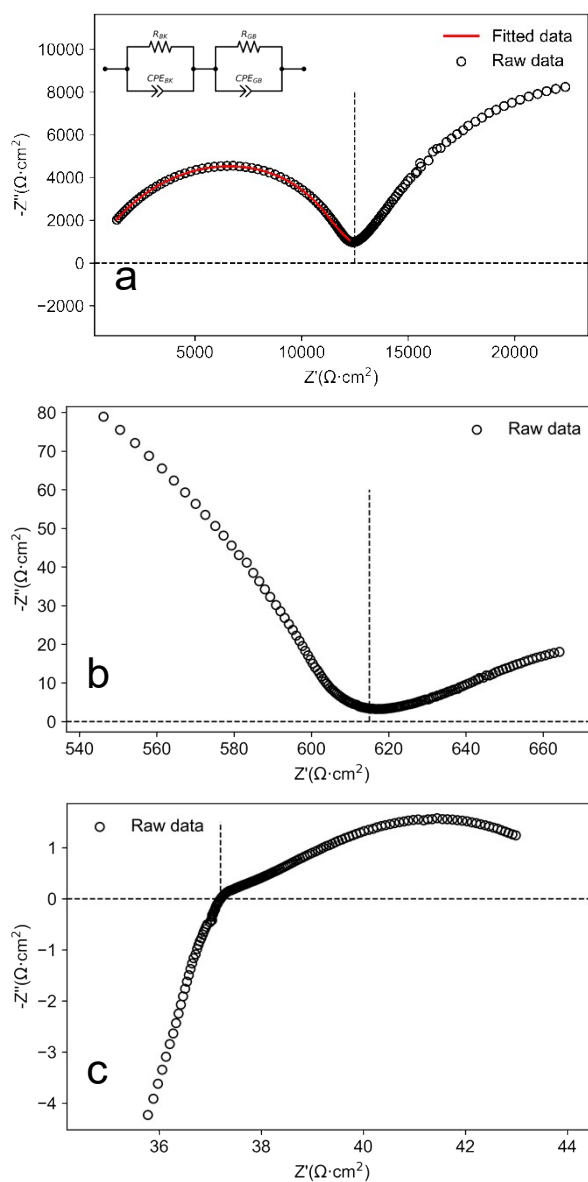 R_BK
R_GB
CPE_BK
CPE_GB
Fitted data
Raw data
10000
8000
6000
4000
2000
0
−2000
-Z''(Ω·cm²)
a
5000
10000
15000
20000
Z'(Ω·cm²)
80
70
60
50
40
30
20
10
0
-Z''(Ω·cm²)
Raw data
b
540
560
580
600
620
640
660
Z'(Ω·cm²)
1
0
−1
−2
−3
−4
-Z''(Ω·cm²)
Raw data
c
36
38
40
42
44
Z'(Ω·cm²)